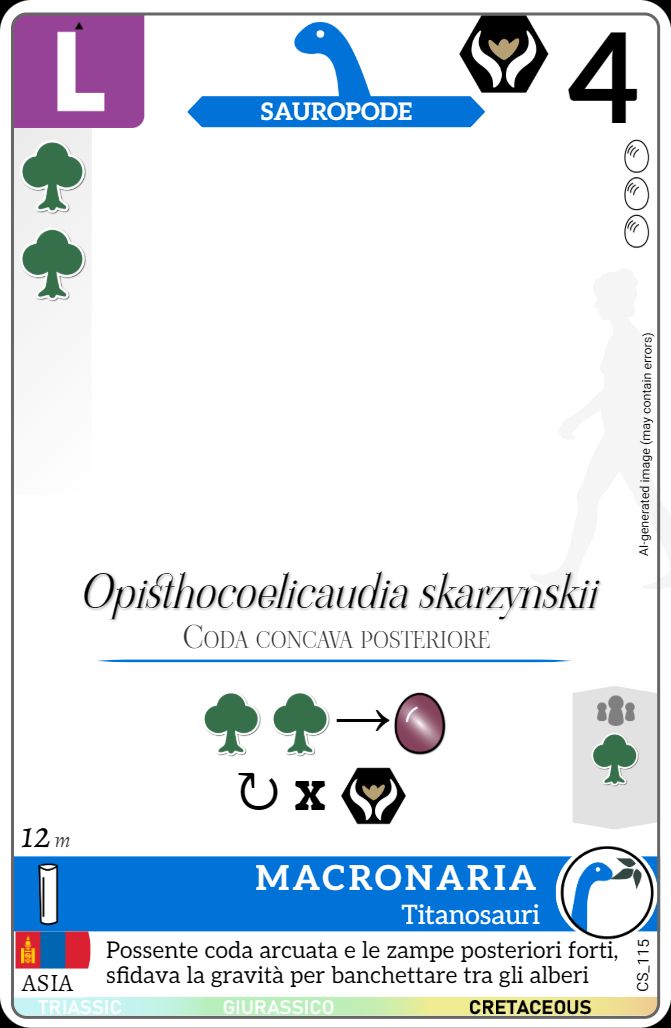 L
SAUROPODE
4
AI-generated image (may contain errors)
Opisthocoelicaudia skarzynskii
CODA CONCAVA POSTERIORE
x
12 m
MACRONARIA
Titanosauri
ASIA
Possente coda arcuata e le zampe posteriori forti,
sfidava la gravità per banchettare tra gli alberi
CS_115
TRIASSIC
GIURASSICO
CRETACEOUS